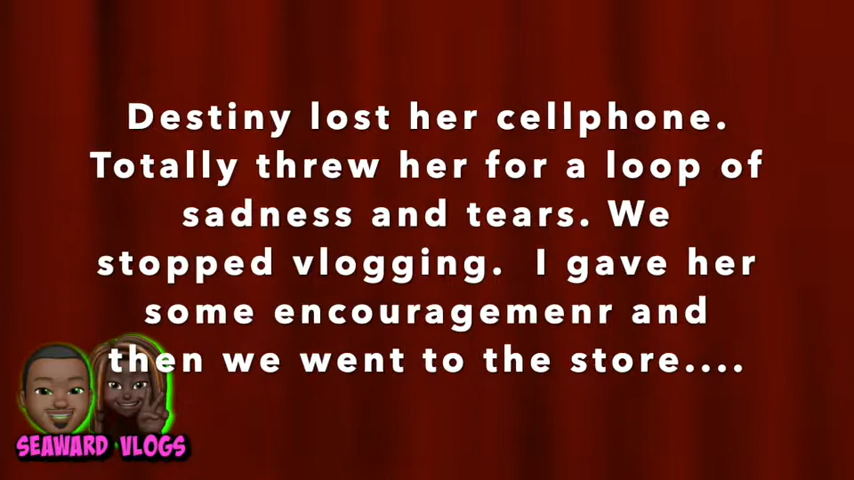 Destiny lost her cellphone.
Totally threw her for a loop of
sadness and tears. We
stopped vlogging.  I gave her
some encouragemenr and
then we went to the store....
SEAWARD VLOGS